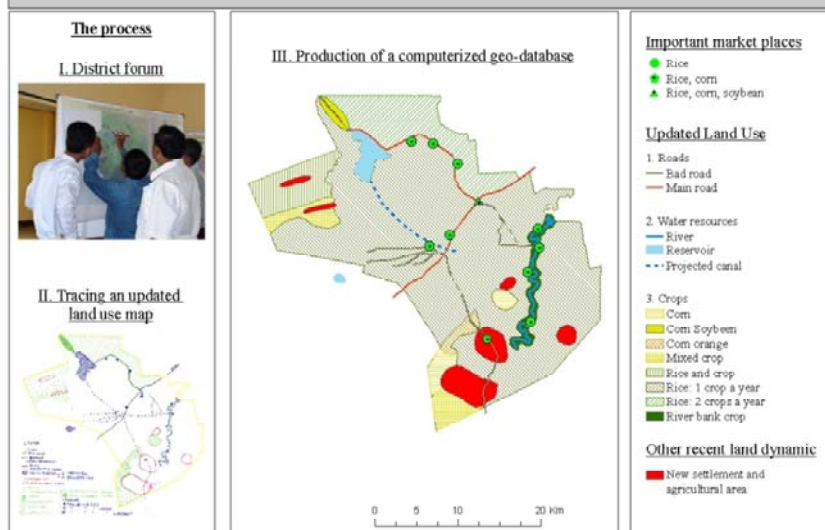 The process
I. District forum
II. Tracing an updated
land use map
III. Production of a computerized geo-database
0 5 10 20 Km
Important market places
Rice
Rice, corn
Rice, corn, soybean
Updated Land Use
1. Roads
Bad road
Main road
2. Water resources
River
Reservoir
Projected canal
3. Crops
Corn
Corn Soybeen
Corn orange
Mixed crop
Rice and crop
Rice: 1 crop a year
Rice: 2 crops a year
River bank crop
Other recent land dynamic
New settlement and
agricultural area